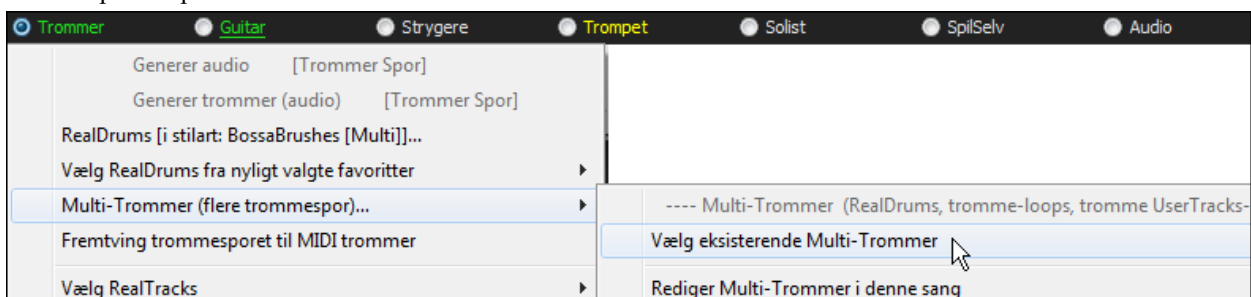 Trommer Guitar Strygere Trompet Solist SpilSelv Audio
Generer audio [Trommer Spor]
Generer trommer (audio) [Trommer Spor]
RealDrums [i stilart: BossaBrushes [Multi]]...
Vælg RealDrums fra nyligt valgte favoritter
Multi-Trommer (flere trommespor)...
Fremtving trommesporet til MIDI trommer
Vælg RealTracks
---- Multi-Trommer (RealDrums, tromme-loops, tromme UserTracks-
Vælg eksisterende Multi-Trommer
Rediger Multi-Trommer i denne sang